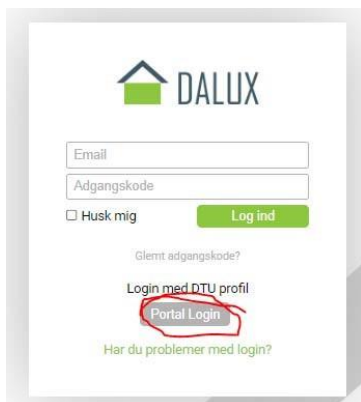 DALUX
Email
Adgangskode
Husk mig
Log ind
Glemt adgangskode?
Login med DTU profil
Portal Login
Har du problemer med login?